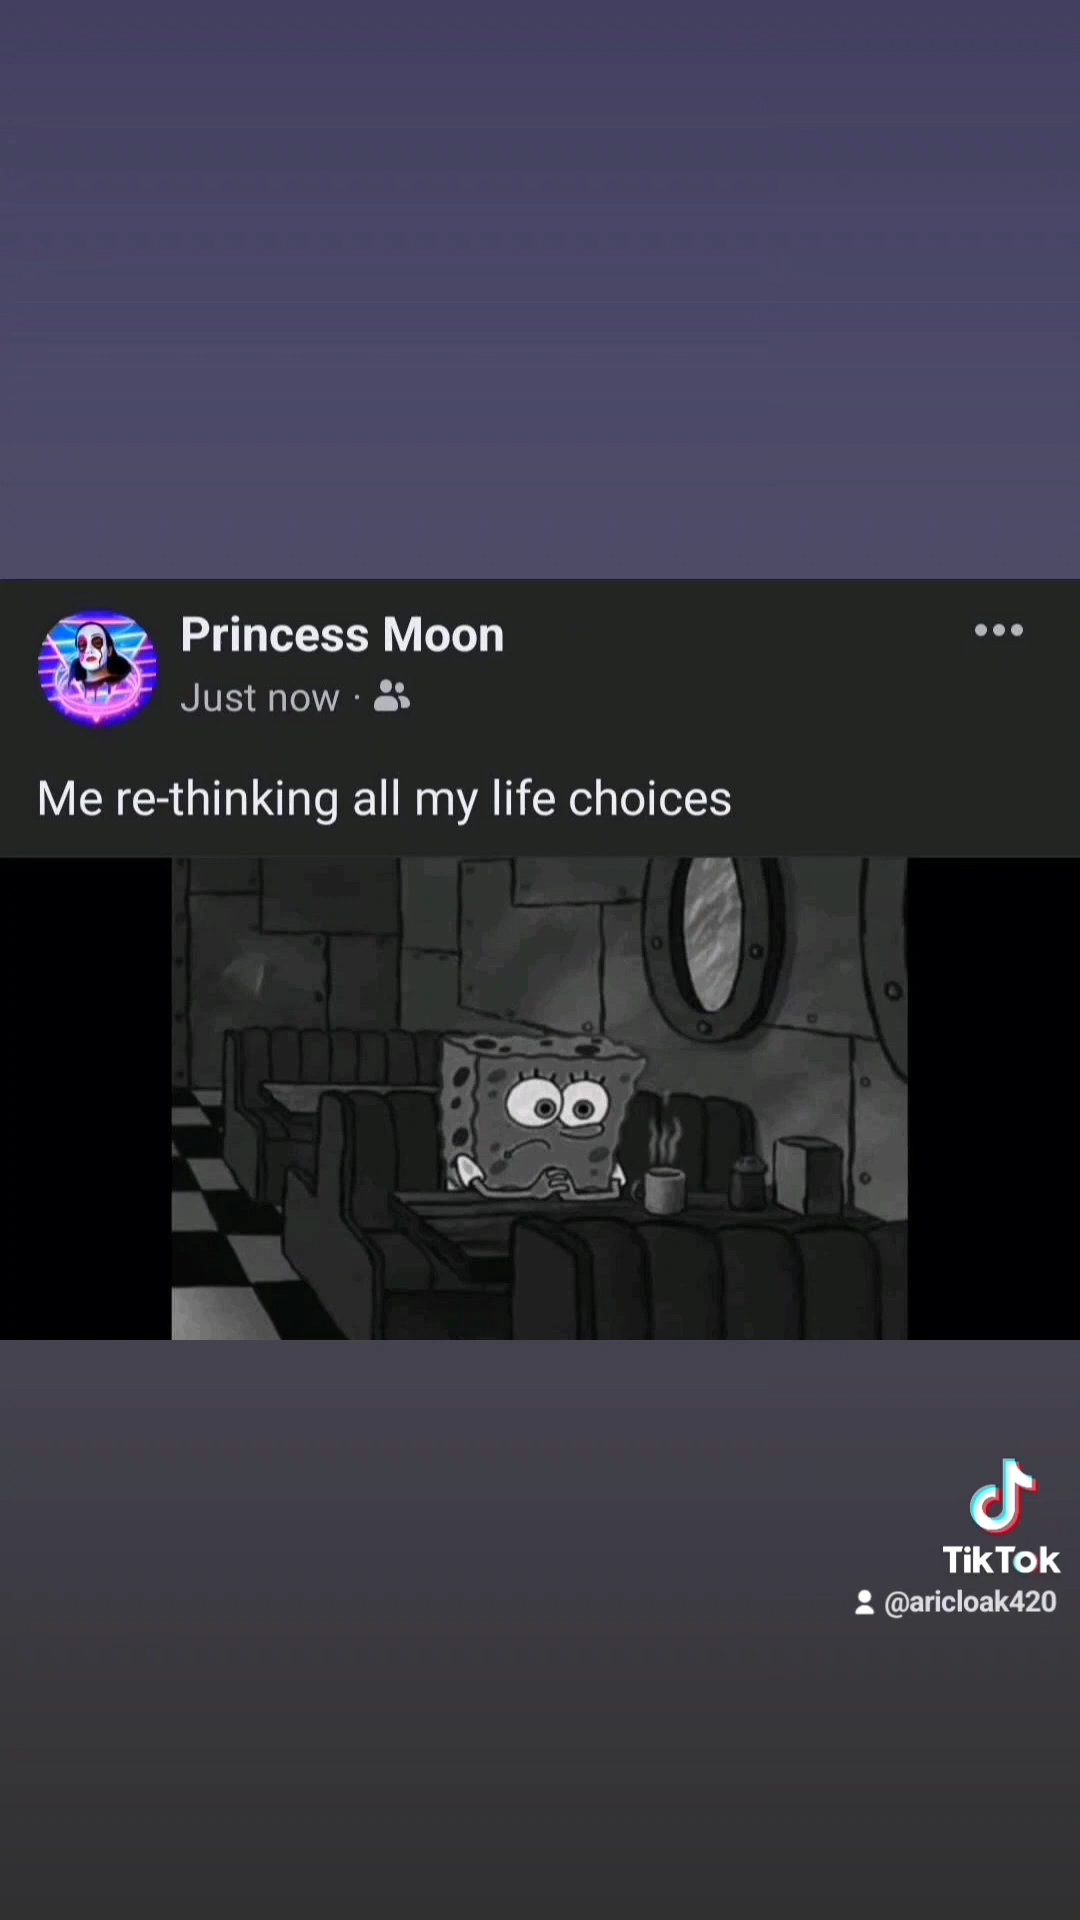 Princess Moon
Just now ·
Me re-thinking all my life choices
TikTok
@aricloak420